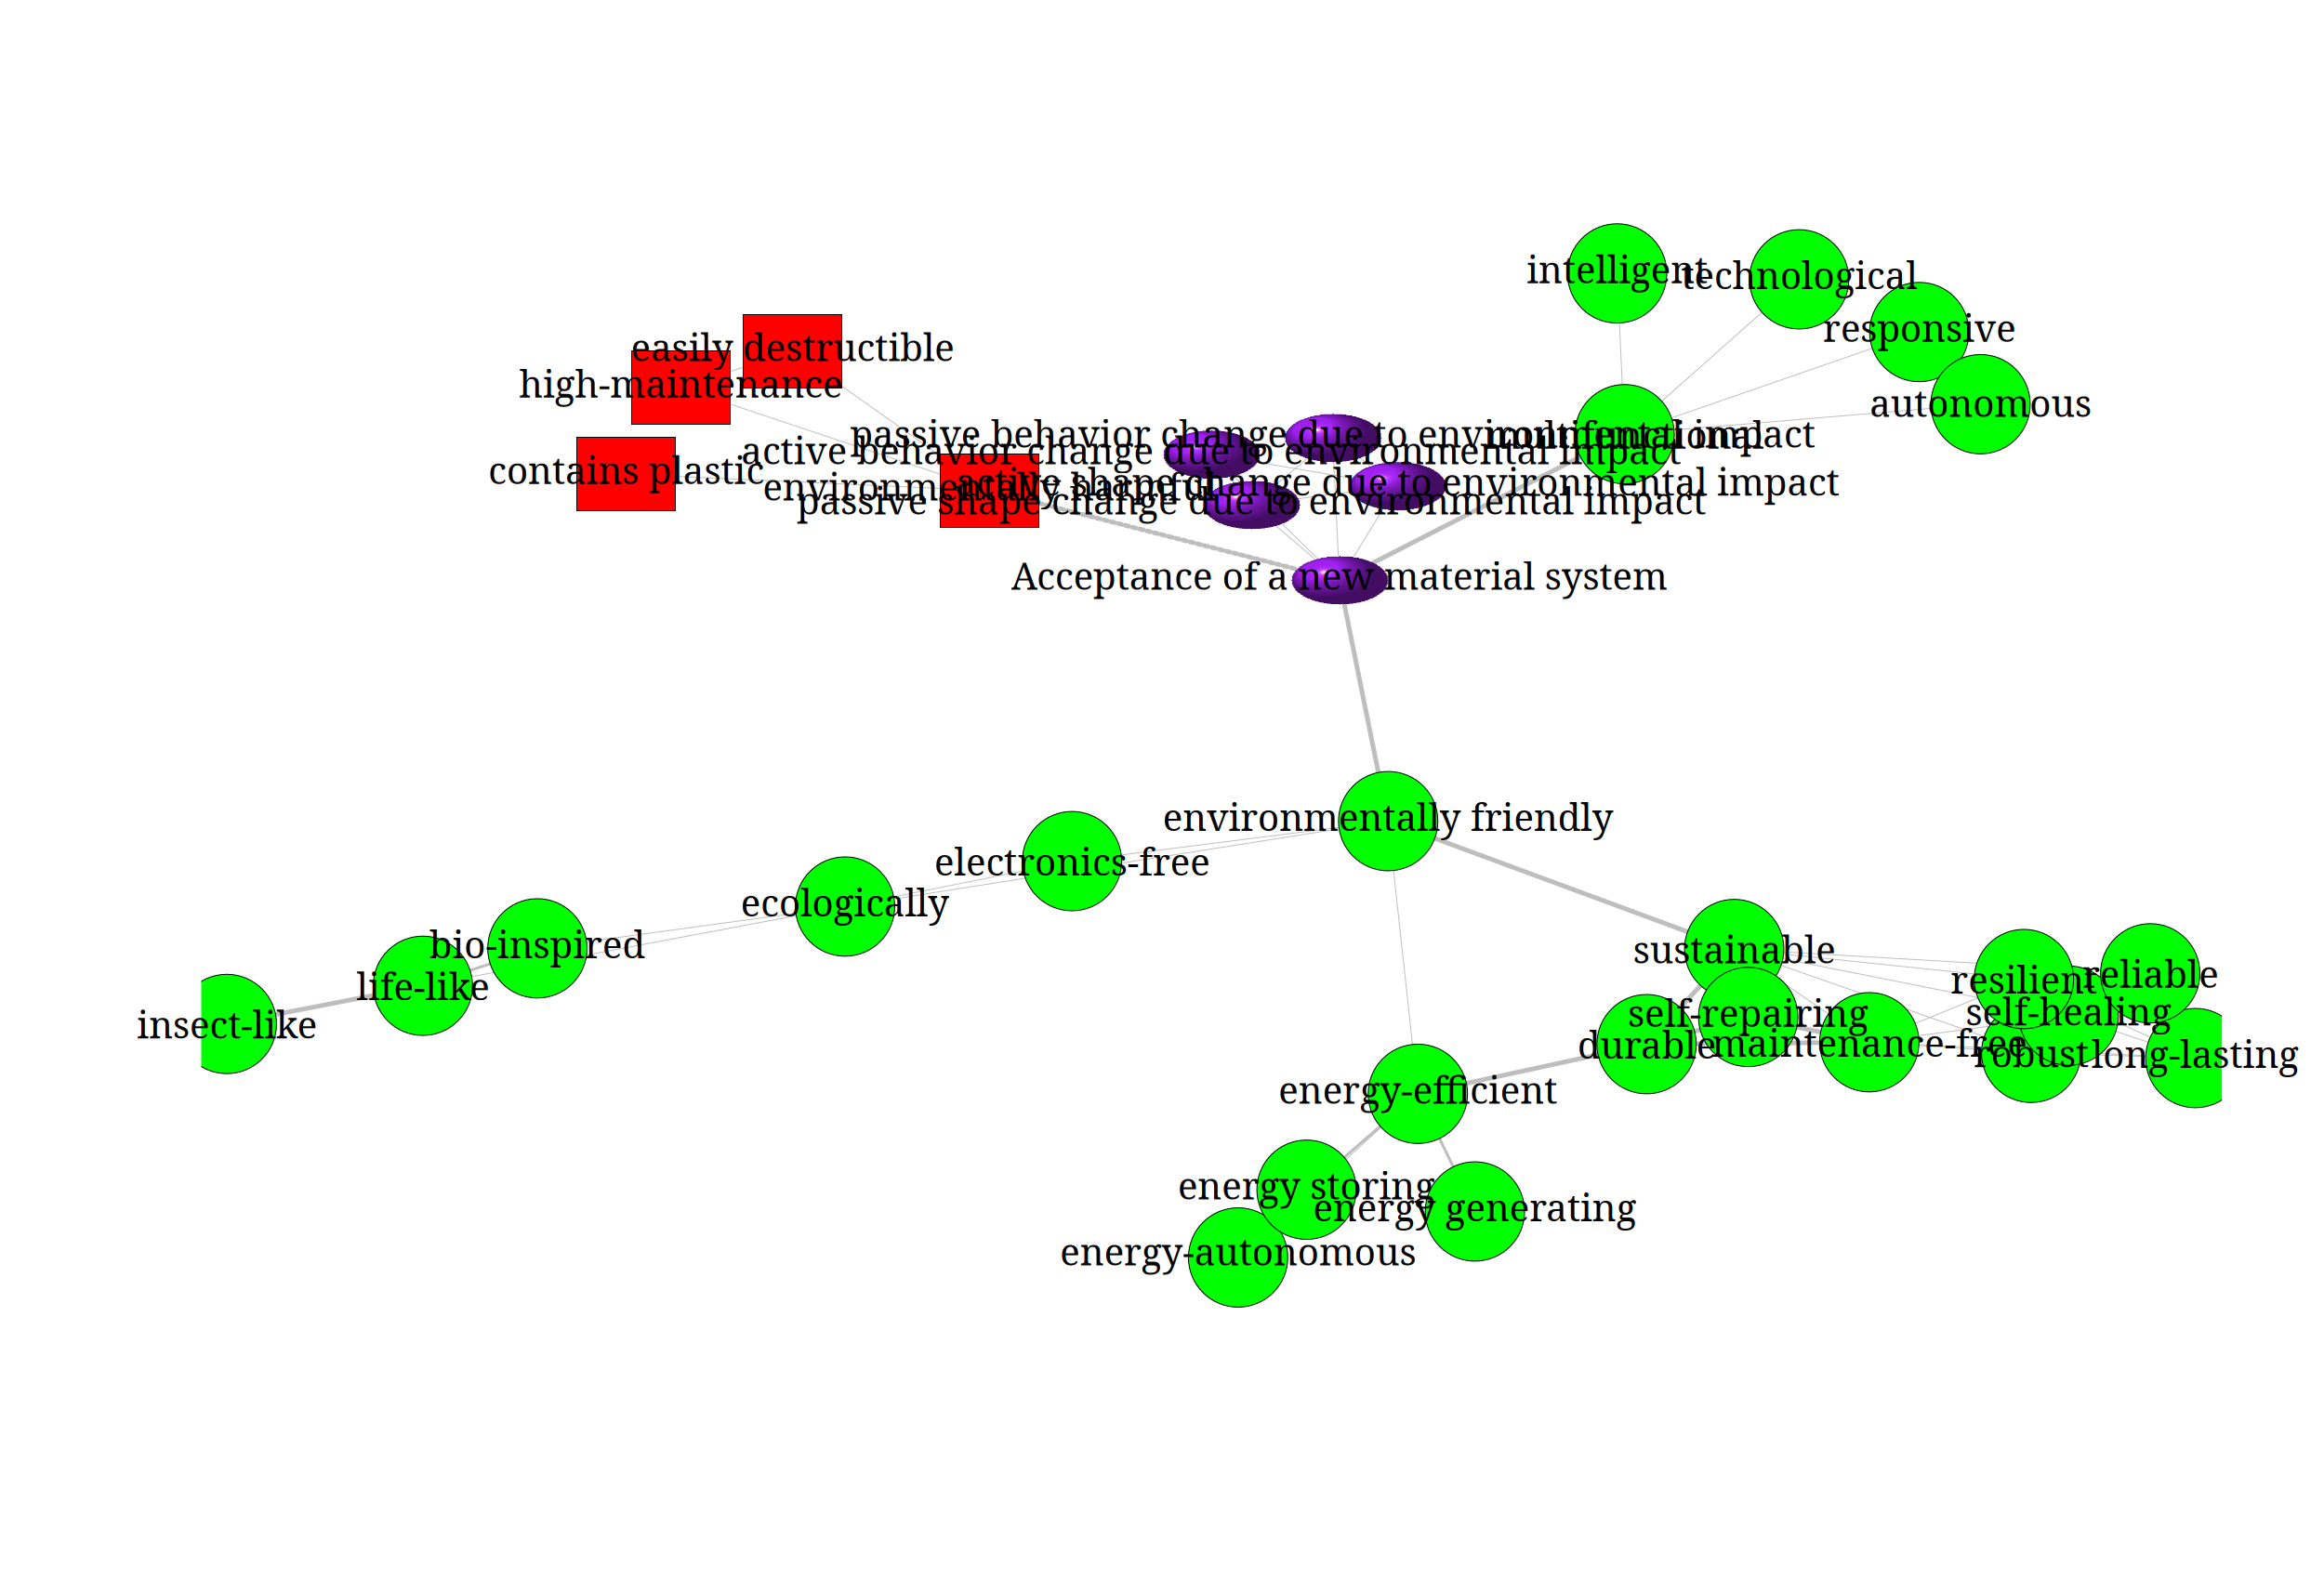 intelligent
technological
responsive
easily destructible
high-maintenance
autonomous
passive behavior change due to environmental impact
multifunctional
active behavior change due to environmental impact
contains plastic
environmentally harmful
active shape change due to environmental impact
passive shape change due to environmental impact
Acceptance of a new material system
environmentally friendly
electronics-free
ecologically
bio-inspired
sustainable
life-like
resilient
reliable
insect-like
self-repairing
self-healing
durable
maintenance-free
robust
long-lasting
energy-efficient
energy storing
energy generating
energy-autonomous